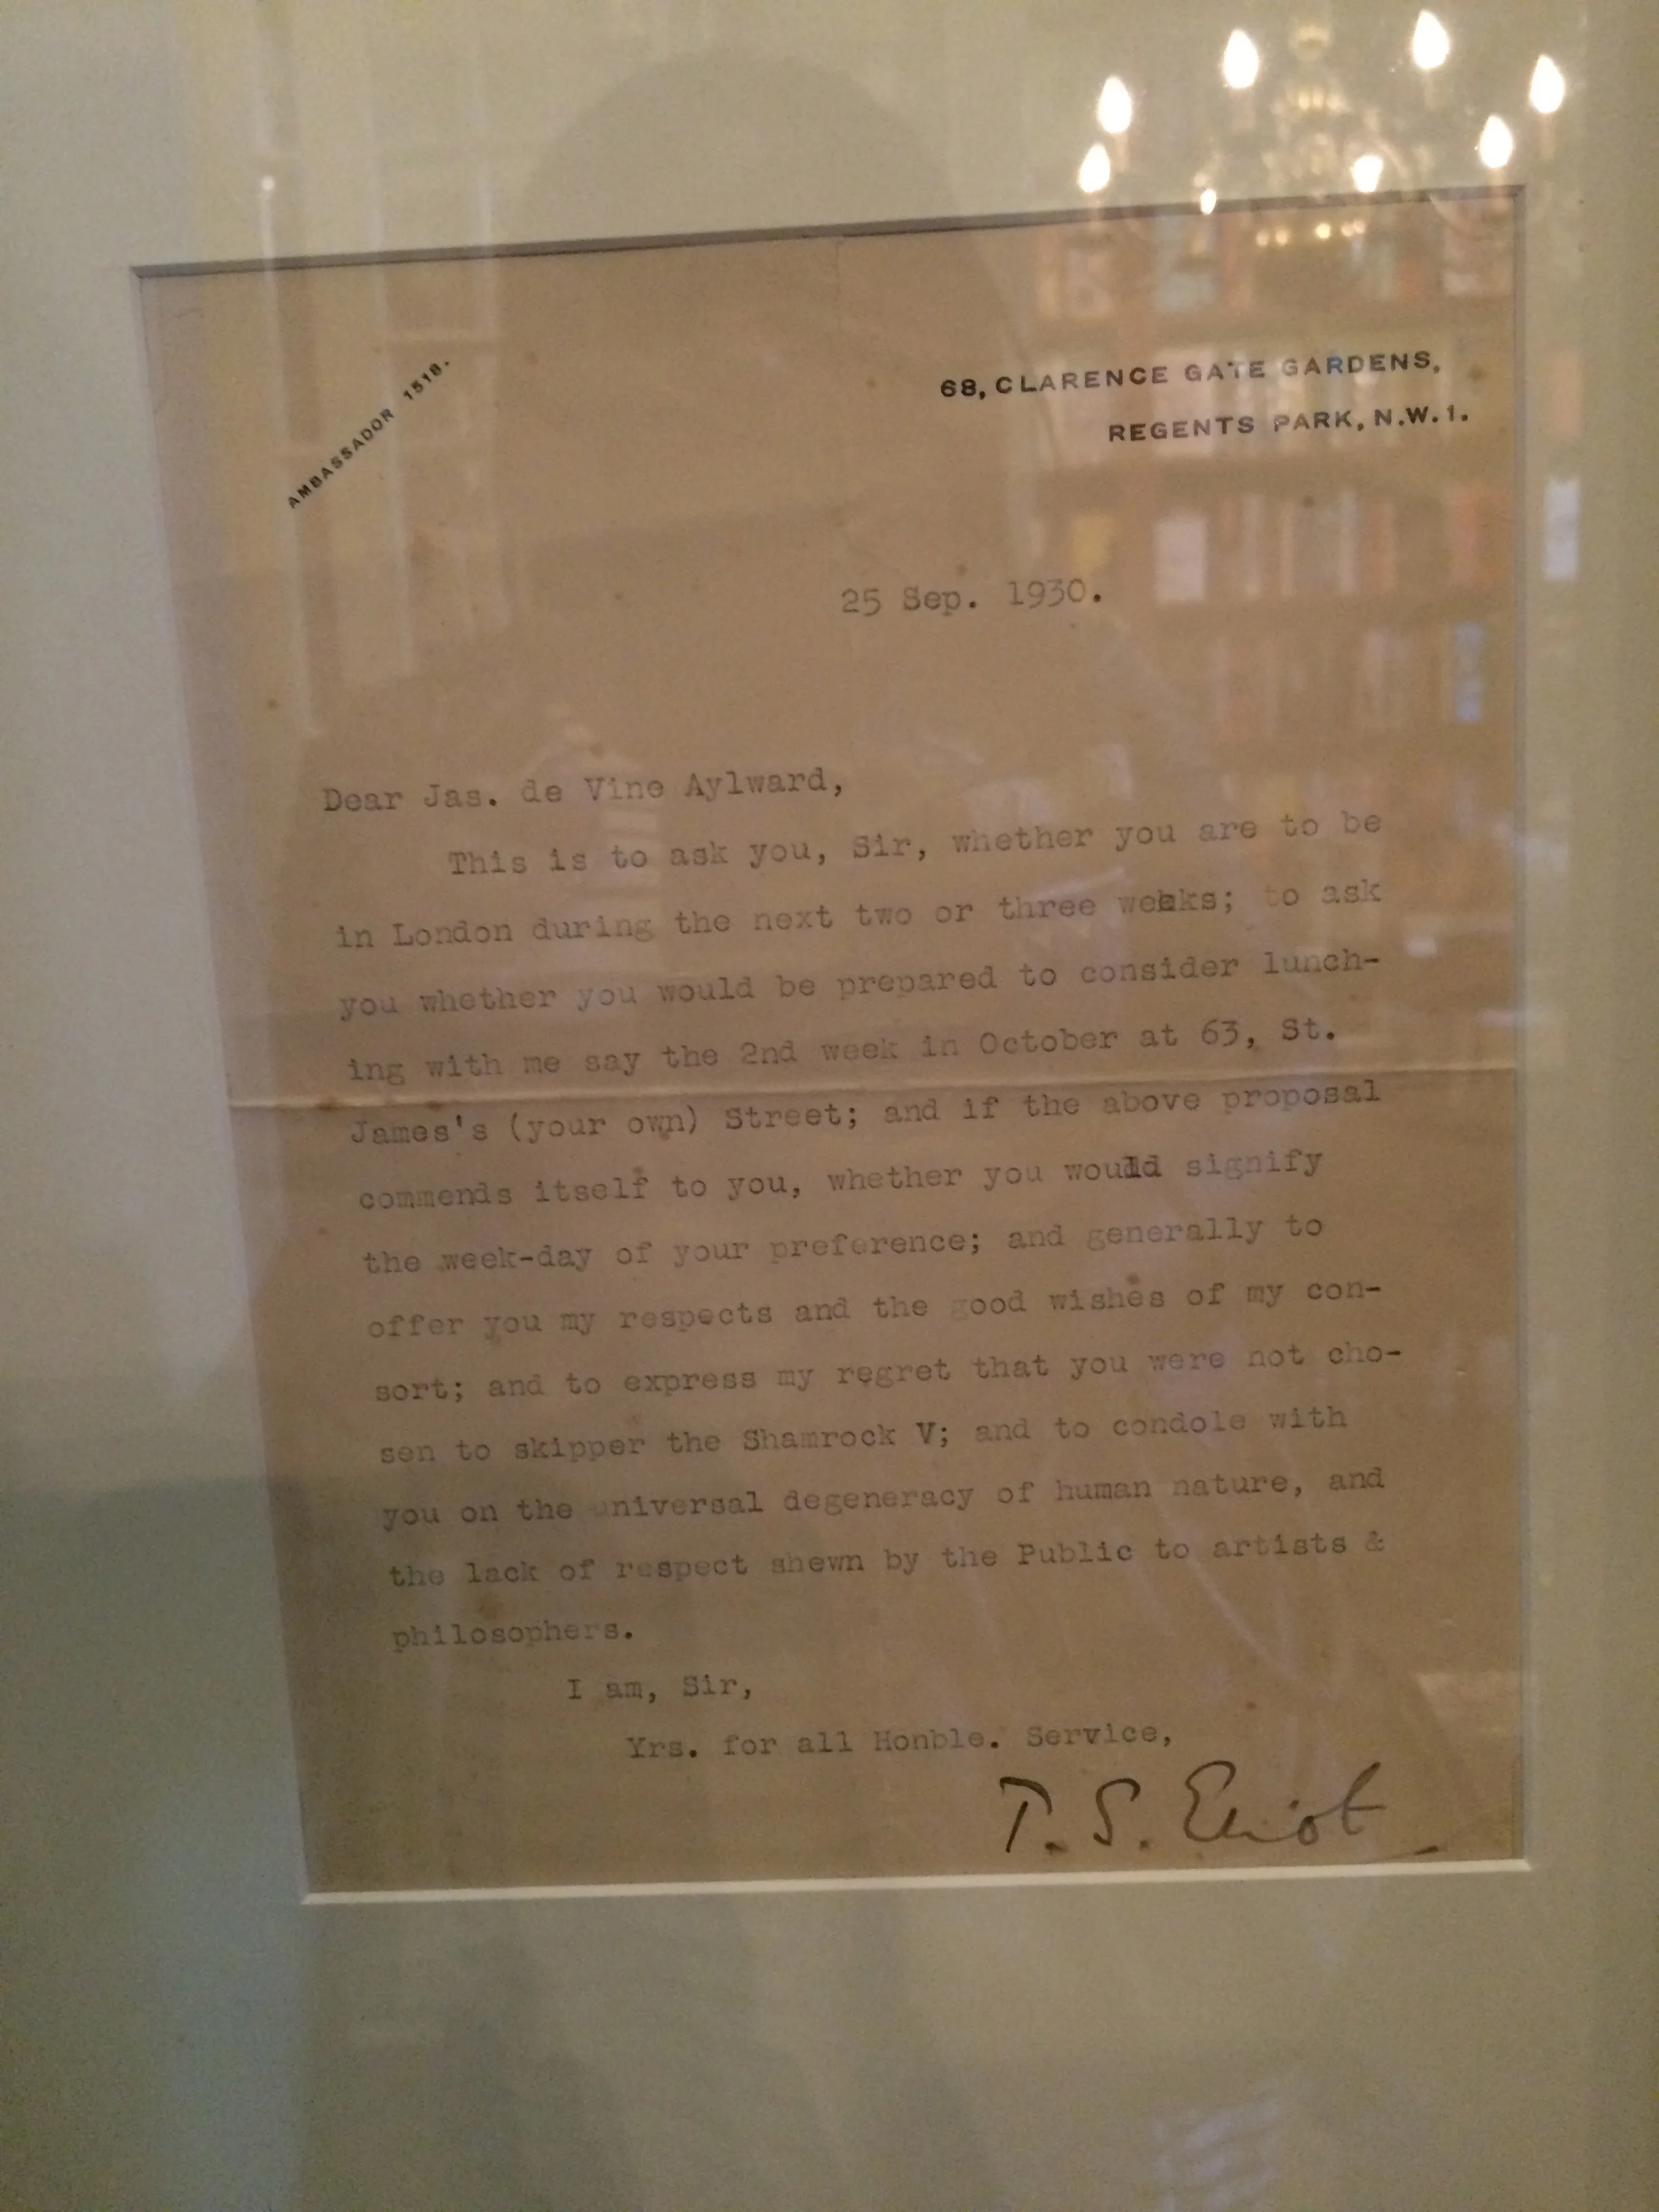 AMBASSADOR 1518.
68, CLARENCE GATE GARDENS,
REGENTS PARK, N.W.1.
25 Sep. 1930.
Dear Jas. de Vine Aylward,
This is to ask you, Sir, whether you are to be
in London during the next two or three weeks; to ask
you whether you would be prepared to consider lunch-
ing with me say the 2nd week in October at 63, St.
James's (your own) Street; and if the above proposal
commends itself to you, whether you would signify
the week-day of your preference; and generally to
offer you my respects and the good wishes of my con-
sort; and to express my regret that you were not cho-
sen to skipper the Shamrock V; and to condole with
you on the universal degeneracy of human nature, and
the lack of respect shewn by the Public to artists &
philosophers.
I am, Sir,
Yrs. for all Honble. Service,
T. S. Eliot